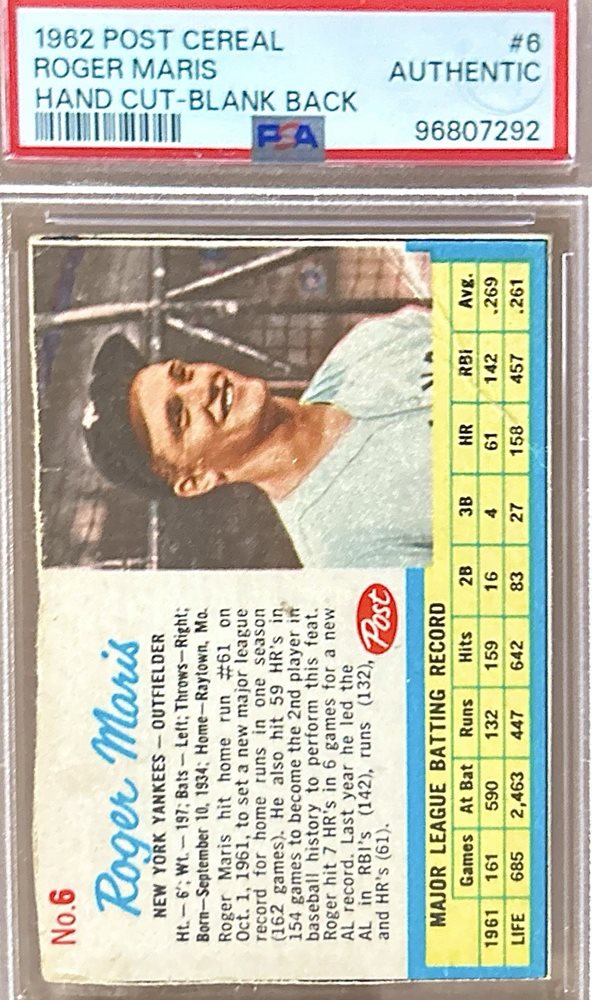 1962 POST CEREAL #6
ROGER MARIS AUTHENTIC
HAND CUT-BLANK BACK
PSA 96807292
No.6
Roger Maris
NEW YORK YANKEES — OUTFIELDER
Ht. — 6'; Wt. — 197; Bats — Left; Throws—Right;
Born—September 10, 1934; Home—Raytown, Mo.
Roger Maris hit home run #61 on
Oct. 1, 1961, to set a new major league
record for home runs in one season
(162 games). He also hit 59 HR's in
154 games to become the 2nd player in
baseball history to perform this feat.
Roger hit 7 HR's in 6 games for a new
AL record. Last year he led the
AL in RBI's (142), runs (132),
and HR's (61).
Post
MAJOR LEAGUE BATTING RECORD
Games At Bat Runs Hits 2B 3B HR RBI Avg.
1961 161 590 132 159 16 4 61 142 .269
LIFE 685 2,463 447 642 83 27 158 457 .261